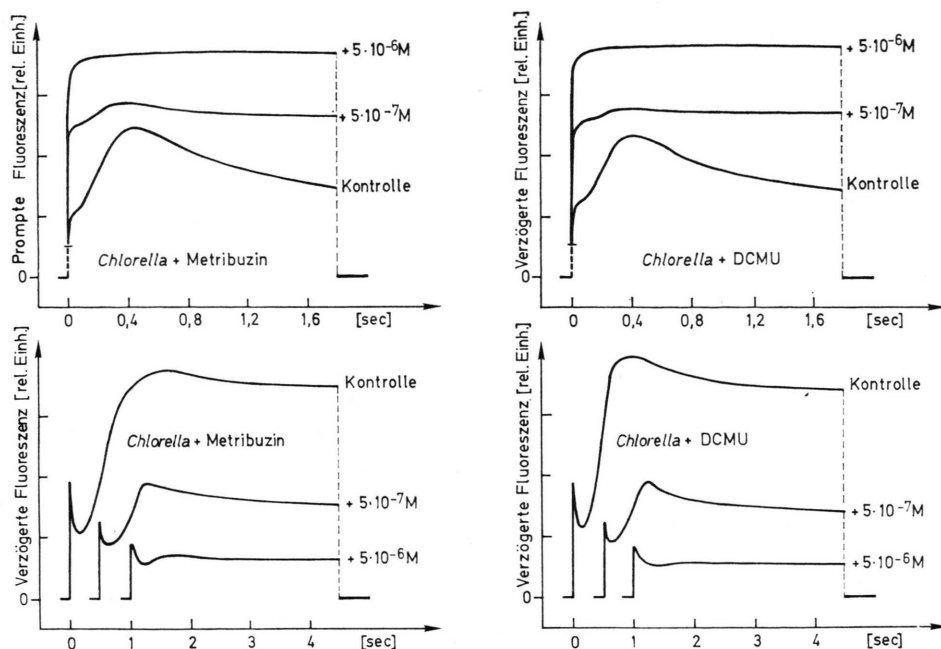 Prompte Fluoreszenz [rel. Einh.]
+ 5·10⁻⁶M
+ 5·10⁻⁷M
Kontrolle
Chlorella + Metribuzin
0
0 0,4 0,8 1,2 1,6 [sec]
Verzögerte Fluoreszenz [rel. Einh.]
+ 5·10⁻⁶M
+ 5·10⁻⁷M
Kontrolle
Chlorella + DCMU
0
0 0,4 0,8 1,2 1,6 [sec]
Verzögerte Fluoreszenz [rel. Einh.]
Kontrolle
Chlorella + Metribuzin
+ 5·10⁻⁷M
+ 5·10⁻⁶M
0
0 1 2 3 4 [sec]
Verzögerte Fluoreszenz [rel. Einh.]
Kontrolle
Chlorella + DCMU
+ 5·10⁻⁷M
+ 5·10⁻⁶M
0
0 1 2 3 4 [sec]